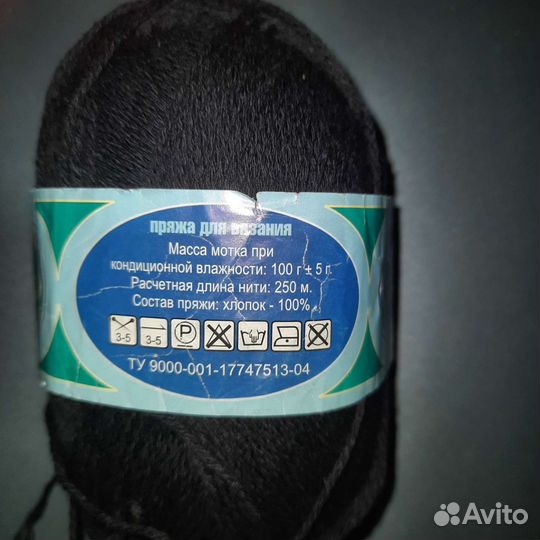 пряжа для вязания
Масса мотка при
кондиционной влажности: 100 г ± 5 г.
Расчетная длина нити: 250 м.
Состав пряжи: хлопок - 100%
3-5 3-5 P
ТУ 9000-001-17747513-04
Avito